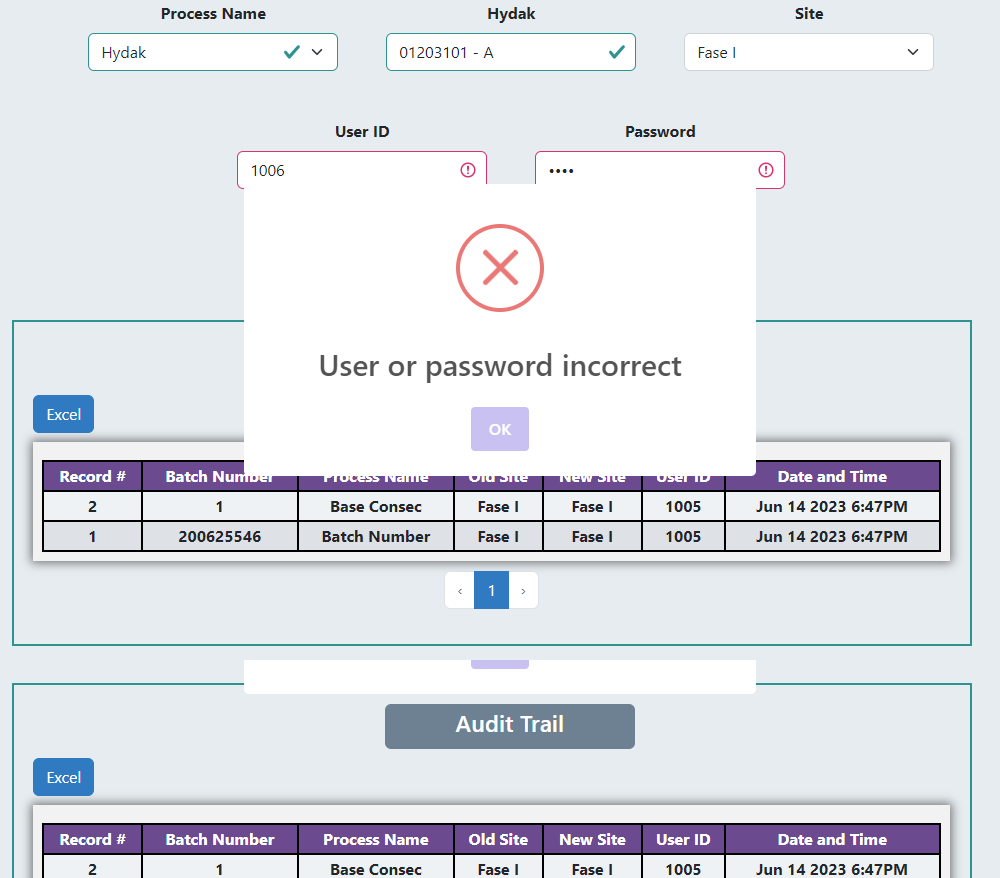 Process Name Hydak Site
Hydak 01203101 - A Fase I
User ID Password
1006 ••••
User or password incorrect
OK
Excel
Record # Batch Number Process Name Old Site New Site User ID Date and Time
2 1 Base Consec Fase I Fase I 1005 Jun 14 2023 6:47PM
1 200625546 Batch Number Fase I Fase I 1005 Jun 14 2023 6:47PM
‹ 1 ›
Audit Trail
Excel
Record # Batch Number Process Name Old Site New Site User ID Date and Time
2 1 Base Consec Fase I Fase I 1005 Jun 14 2023 6:47PM